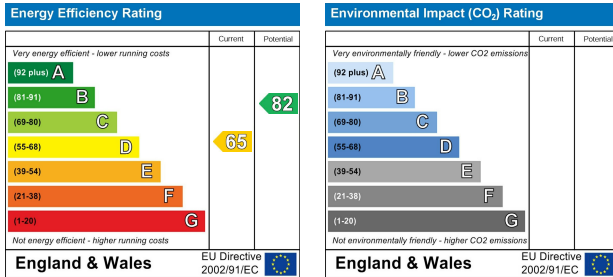 Energy Efficiency Rating
Current Potential
Very energy efficient - lower running costs
(92 plus) A
(81-91) B
(69-80) C
(55-68) D
(39-54) E
(21-38) F
(1-20) G
82
65
Not energy efficient - higher running costs
England & Wales
EU Directive
2002/91/EC
Environmental Impact (CO2) Rating
Current Potential
Very environmentally friendly - lower CO2 emissions
(92 plus) A
(81-91) B
(69-80) C
(55-68) D
(39-54) E
(21-38) F
(1-20) G
Not environmentally friendly - higher CO2 emissions
England & Wales
EU Directive
2002/91/EC